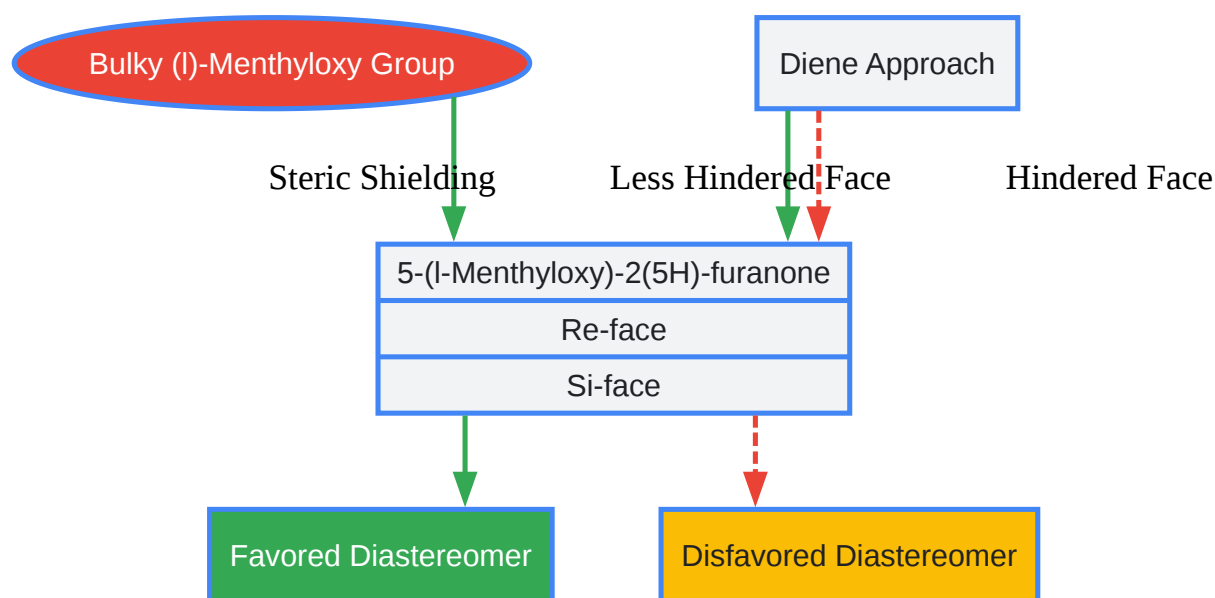 Bulky (l)-Menthyloxy Group
Diene Approach
Steric Shielding
Less Hindered Face
Hindered Face
5-(l-Menthyloxy)-2(5H)-furanone
Re-face
Si-face
Favored Diastereomer
Disfavored Diastereomer